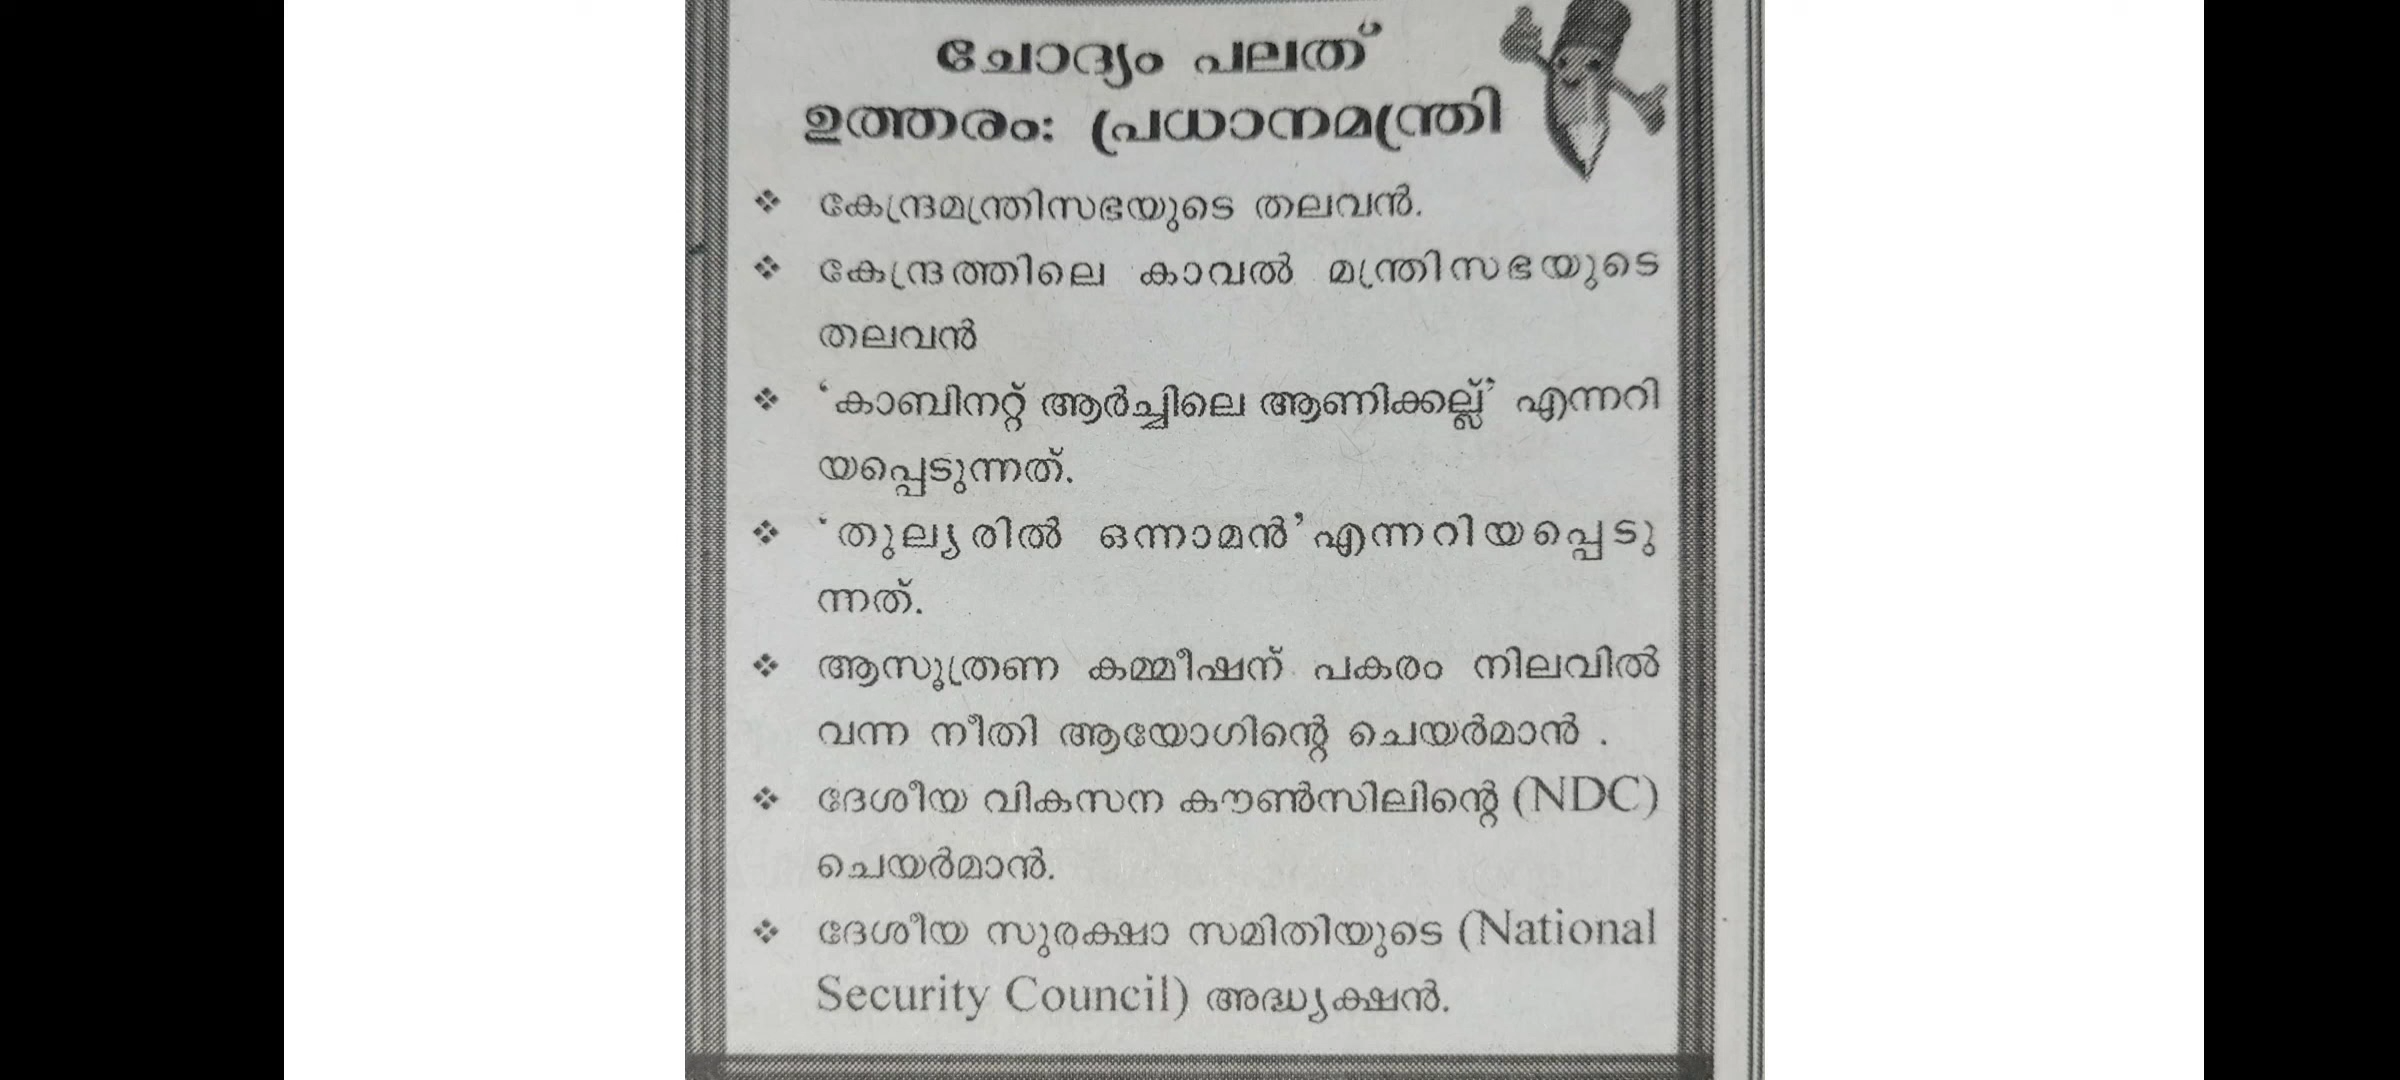 ചോദ്യം പലത്
ഉത്തരം: പ്രധാനമന്ത്രി
❖ കേന്ദ്രമന്ത്രിസഭയുടെ തലവൻ.
❖ കേന്ദ്രത്തിലെ കാവൽ മന്ത്രിസഭയുടെ
തലവൻ
❖ ‘കാബിനറ്റ് ആർച്ചിലെ ആണിക്കല്ല്’ എന്നറി
യപ്പെടുന്നത്.
❖ ‘തുല്യരിൽ ഒന്നാമൻ’എന്നറിയപ്പെടു
ന്നത്.
❖ ആസൂത്രണ കമ്മീഷന് പകരം നിലവിൽ
വന്ന നീതി ആയോഗിന്റെ ചെയർമാൻ .
❖ ദേശീയ വികസന കൗൺസിലിന്റെ (NDC)
ചെയർമാൻ.
❖ ദേശീയ സുരക്ഷാ സമിതിയുടെ (National
Security Council) അദ്ധ്യക്ഷൻ.